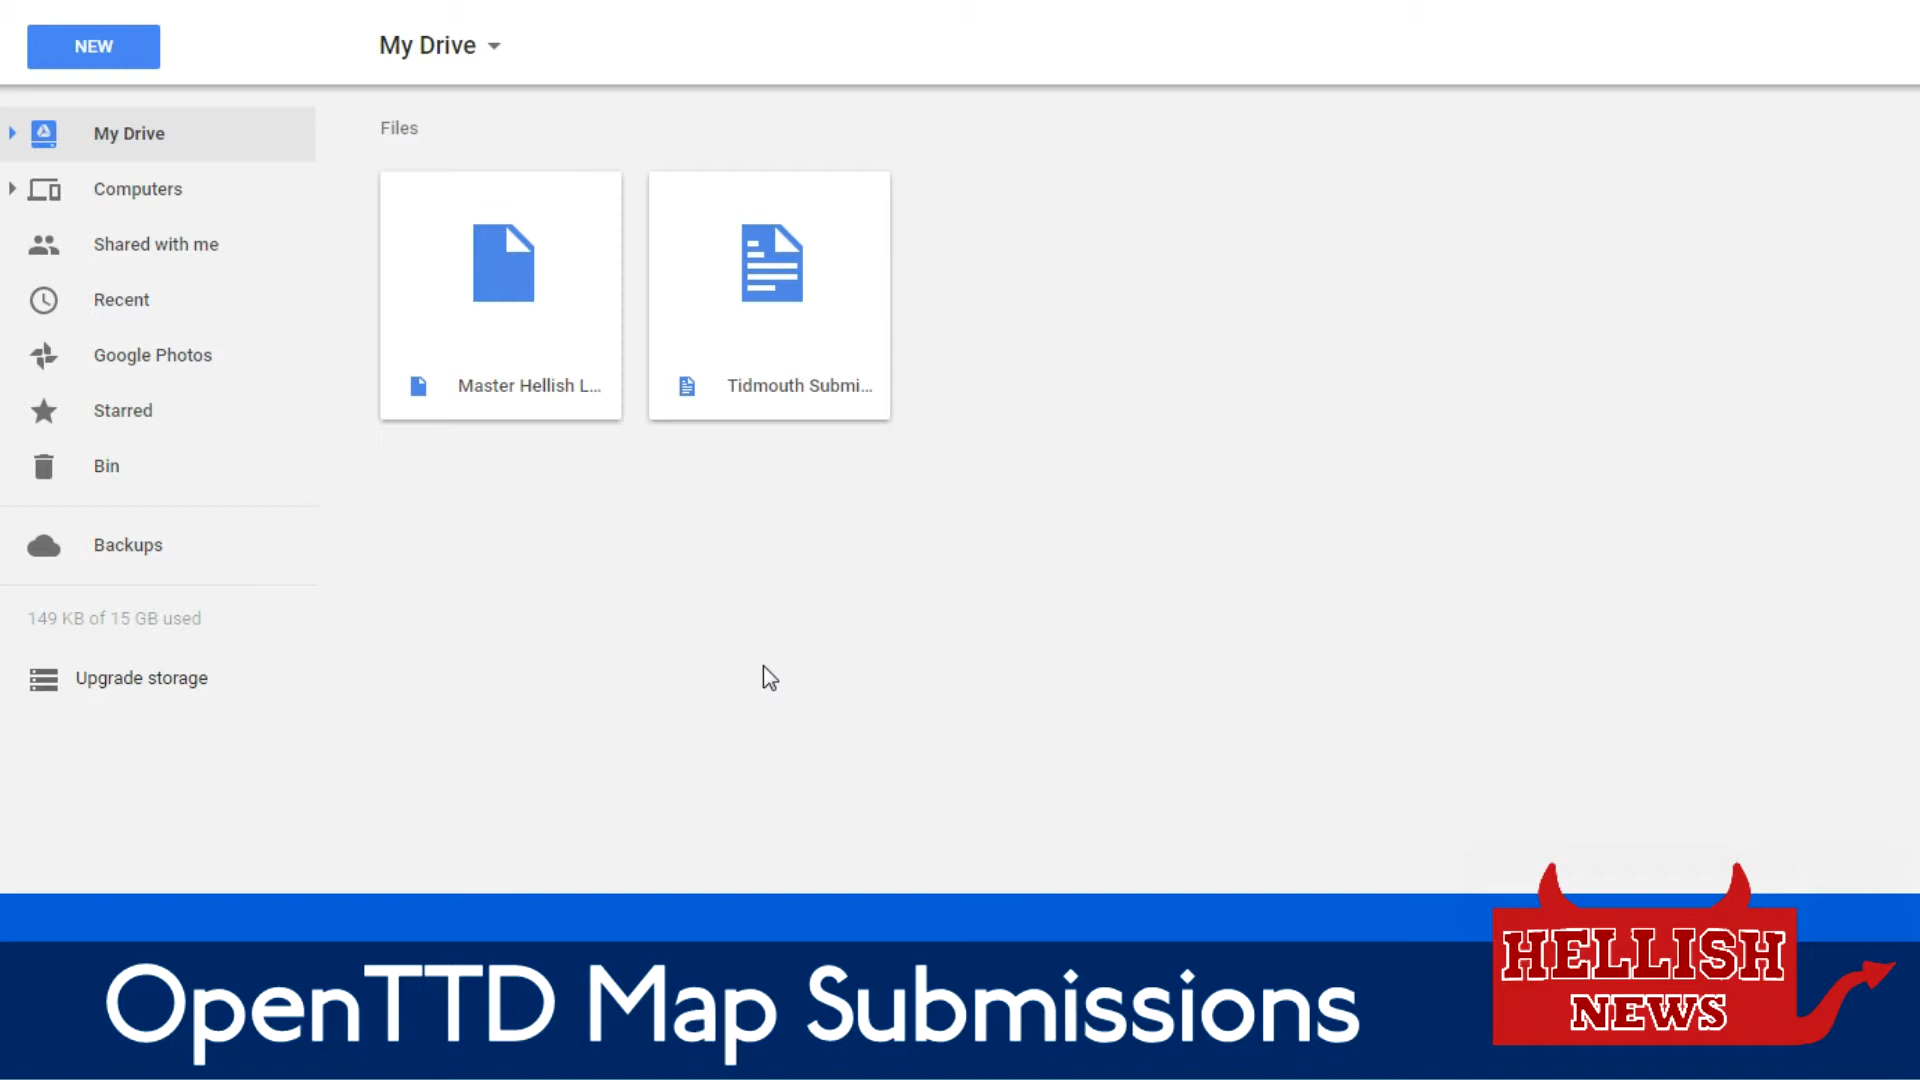 NEW
My Drive
My Drive
Computers
Shared with me
Recent
Google Photos
Starred
Bin
Backups
149 KB of 15 GB used
Upgrade storage
Files
Master Hellish L...
Tidmouth Submi...
OpenTTD Map Submissions
HELLISH
NEWS